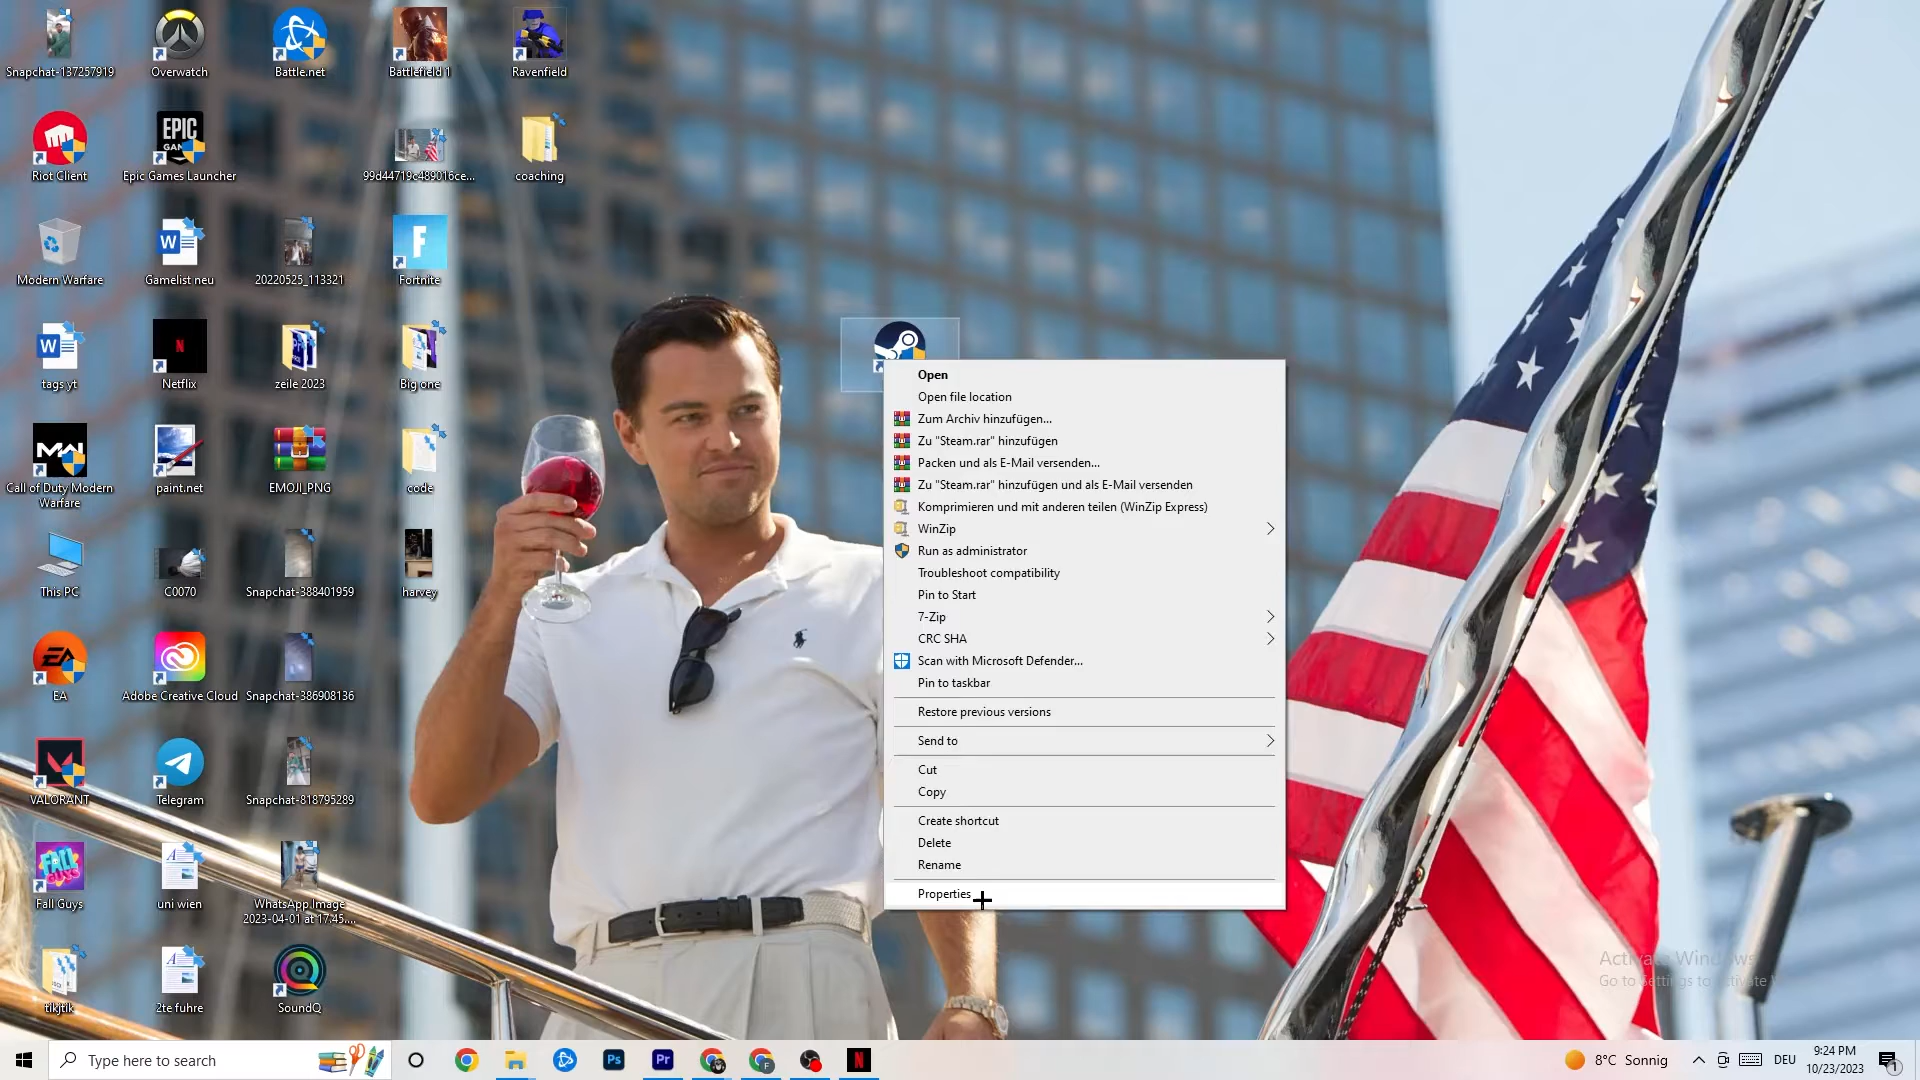 Snapchat-137257919
Overwatch
Battle.net
Battlefield 1
Ravenfield
Riot Client
EPIC
GAM
Epic Games Launcher
99d44719c489016ce...
coaching
Modern Warfare
Gamelist neu
20220525_113321
Fortnite
tags yt
Netflix
zeile 2023
Big one
Call of Duty Modern
Warfare
paint.net
EMOJI_PNG
code
This PC
C0070
Snapchat-388401959
harvey
EA
Adobe Creative Cloud
Snapchat-386908136
VALORANT
Telegram
Snapchat-818795289
FALL
GUYS
Fall Guys
uni wien
WhatsApp Image
2023-04-01 at 17.45....
tikjtik
2te fuhre
SoundQ
Open
Open file location
Zum Archiv hinzufügen...
Zu "Steam.rar" hinzufügen
Packen und als E-Mail versenden...
Zu "Steam.rar" hinzufügen und als E-Mail versenden
Komprimieren und mit anderen teilen (WinZip Express)
WinZip
Run as administrator
Troubleshoot compatibility
Pin to Start
7-Zip
CRC SHA
Scan with Microsoft Defender...
Pin to taskbar
Restore previous versions
Send to
Cut
Copy
Create shortcut
Delete
Rename
Properties
Activate Windows
Go to Settings to activate W
Type here to search
Ps
Pr
F
N
8°C Sonnig
DEU
9:24 PM
10/23/2023
1